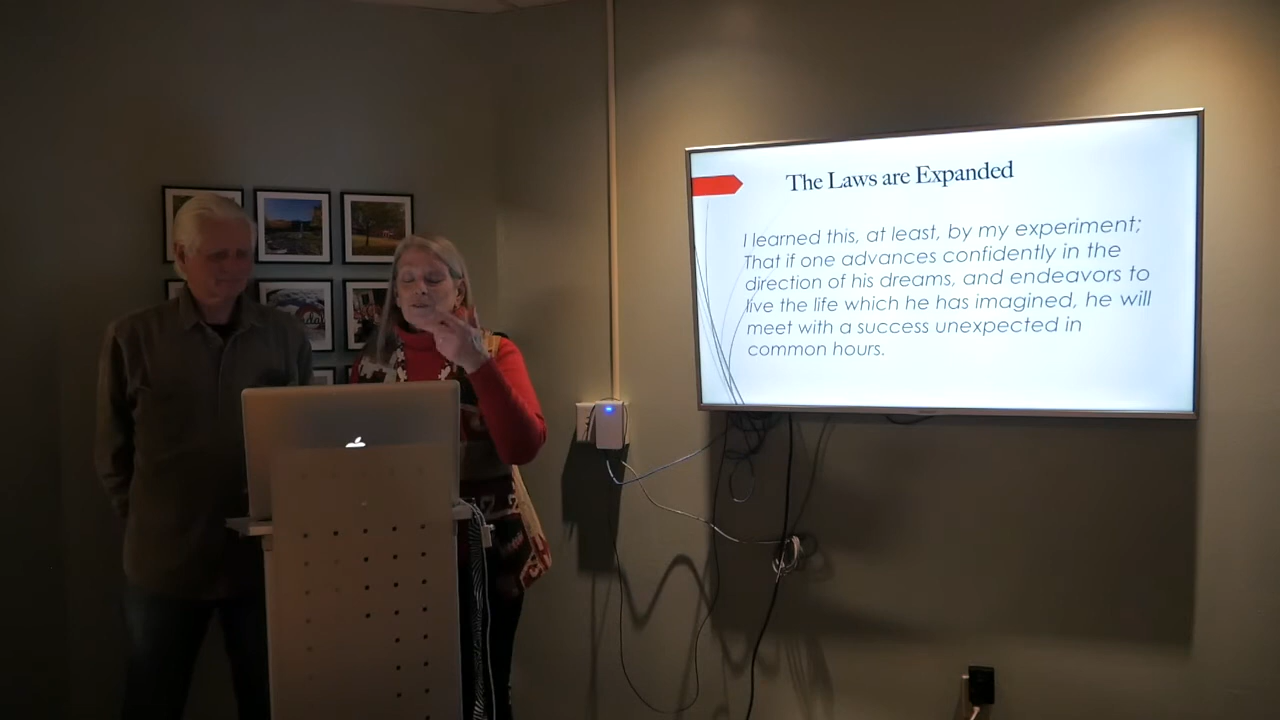 The Laws are Expanded
I learned this, at least, by my experiment;
That if one advances confidently in the
direction of his dreams, and endeavors to
live the life which he has imagined, he will
meet with a success unexpected in
common hours.